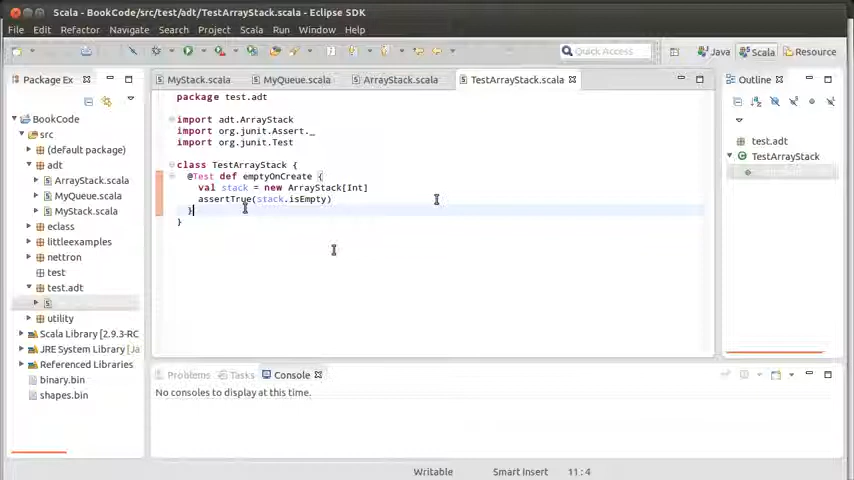 Scala - BookCode/src/test/adt/TestArrayStack.scala - Eclipse SDK
File Edit Refactor Navigate Search Project Scala Run Window Help
Quick Access Java Scala Resource
Package Ex MyStack.scala MyQueue.scala ArrayStack.scala TestArrayStack.scala Outline
BookCode
src
(default package)
adt
ArrayStack.scala
MyQueue.scala
MyStack.scala
eclass
littleexamples
nettron
test
test.adt
utility
Scala Library [2.9.3-RC
JRE System Library [Ja
Referenced Libraries
binary.bin
shapes.bin
package test.adt
import adt.ArrayStack
import org.junit.Assert._
import org.junit.Test
class TestArrayStack {
@Test def emptyOnCreate {
val stack = new ArrayStack[Int]
assertTrue(stack.isEmpty)
}
}
test.adt
TestArrayStack
Problems Tasks Console
No consoles to display at this time.
Writable Smart Insert 11:4